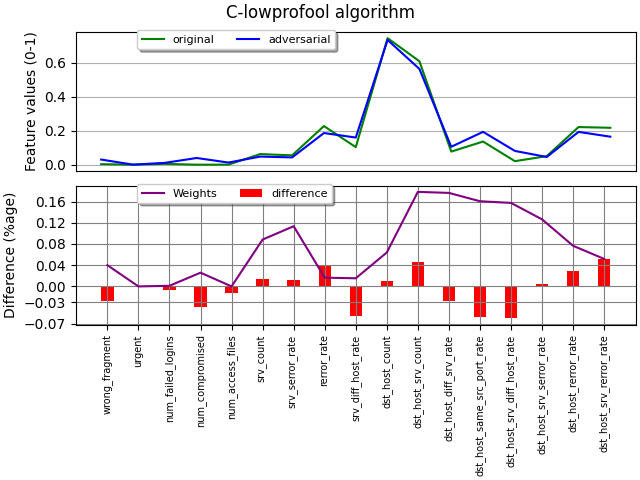 C-lowprofool algorithm
original
adversarial
Feature values (0-1)
0.6
0.4
0.2
0.0
Weights
difference
Difference (%age)
0.16
0.12
0.08
0.04
0.00
−0.03
−0.07
wrong_fragment
urgent
num_failed_logins
num_compromised
num_access_files
srv_count
srv_serror_rate
rerror_rate
srv_diff_host_rate
dst_host_count
dst_host_srv_count
dst_host_diff_srv_rate
dst_host_same_src_port_rate
dst_host_srv_diff_host_rate
dst_host_srv_serror_rate
dst_host_rerror_rate
dst_host_srv_rerror_rate